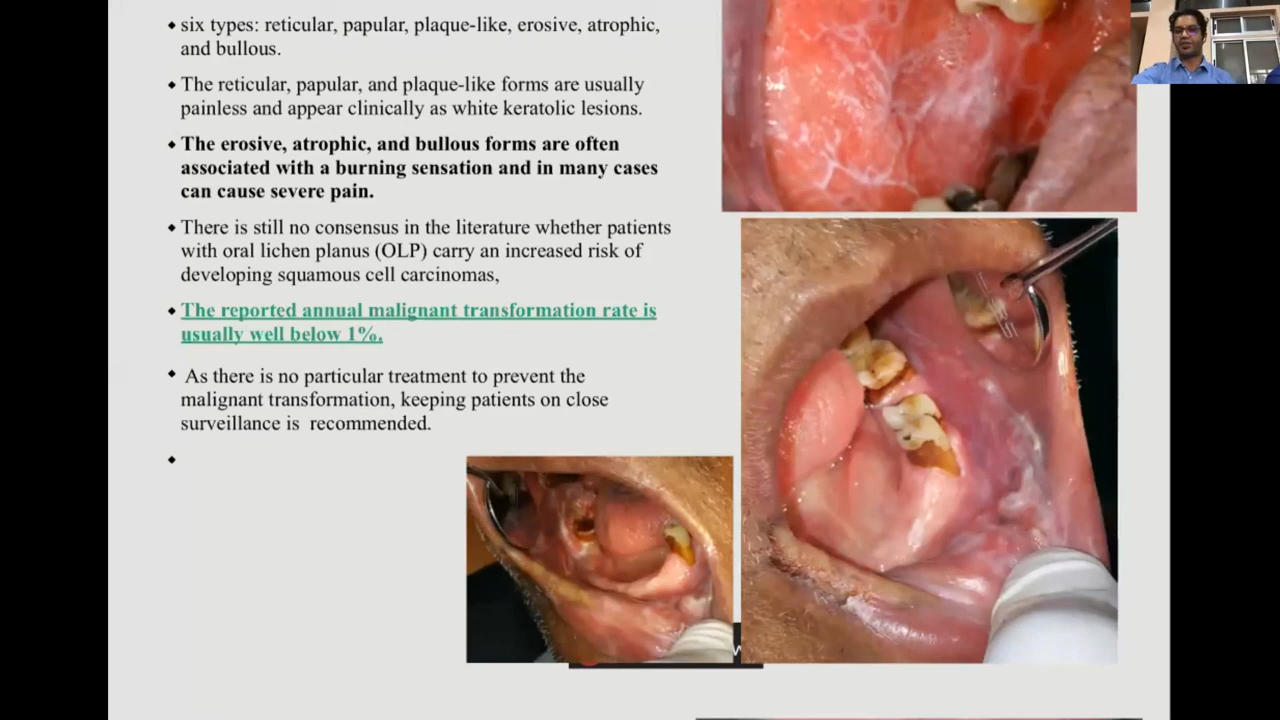 ⬥ six types: reticular, papular, plaque-like, erosive, atrophic,
and bullous.
⬥ The reticular, papular, and plaque-like forms are usually
painless and appear clinically as white keratolic lesions.
⬥ The erosive, atrophic, and bullous forms are often
associated with a burning sensation and in many cases
can cause severe pain.
⬥ There is still no consensus in the literature whether patients
with oral lichen planus (OLP) carry an increased risk of
developing squamous cell carcinomas,
⬥ The reported annual malignant transformation rate is
usually well below 1%.
⬥ As there is no particular treatment to prevent the
malignant transformation, keeping patients on close
surveillance is recommended.
⬥